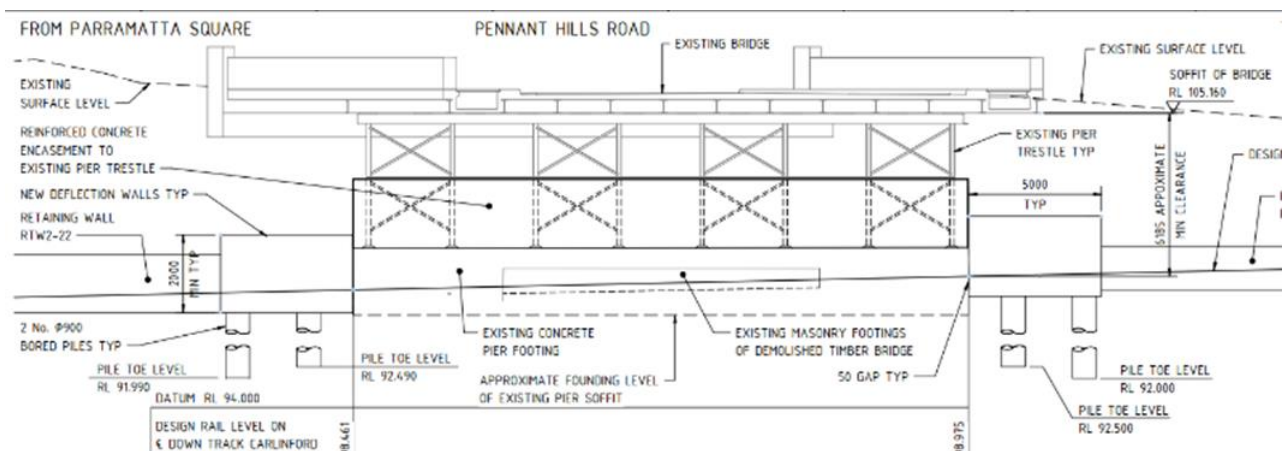 FROM PARRAMATTA SQUARE
PENNANT HILLS ROAD
EXISTING BRIDGE
EXISTING SURFACE LEVEL
SOFFIT OF BRIDGE
RL 105.160
EXISTING
SURFACE LEVEL
REINFORCED CONCRETE
ENCASEMENT TO
EXISTING PIER TRESTLE
EXISTING PIER
TRESTLE TYP
DESIG
NEW DEFLECTION WALLS TYP
5000
TYP
6185 APPOXIMATE
MIN CLEARANCE
RETAINING WALL
RTW2-22
2000
MIN TYP
2 No. Ø900
BORED PILES TYP
EXISTING CONCRETE
PIER FOOTING
EXISTING MASONRY FOOTINGS
OF DEMOLISHED TIMBER BRIDGE
PILE TOE LEVEL
RL 91.990
PILE TOE LEVEL
RL 92.490
APPROXIMATE FOUNDING LEVEL
OF EXISTING PIER SOFFIT
50 GAP TYP
PILE TOE LEVEL
RL 92.000
PILE TOE LEVEL
RL 92.500
DATUM RL 94.000
DESIGN RAIL LEVEL ON
℄ DOWN TRACK CARLINFORD
8.461
8.975